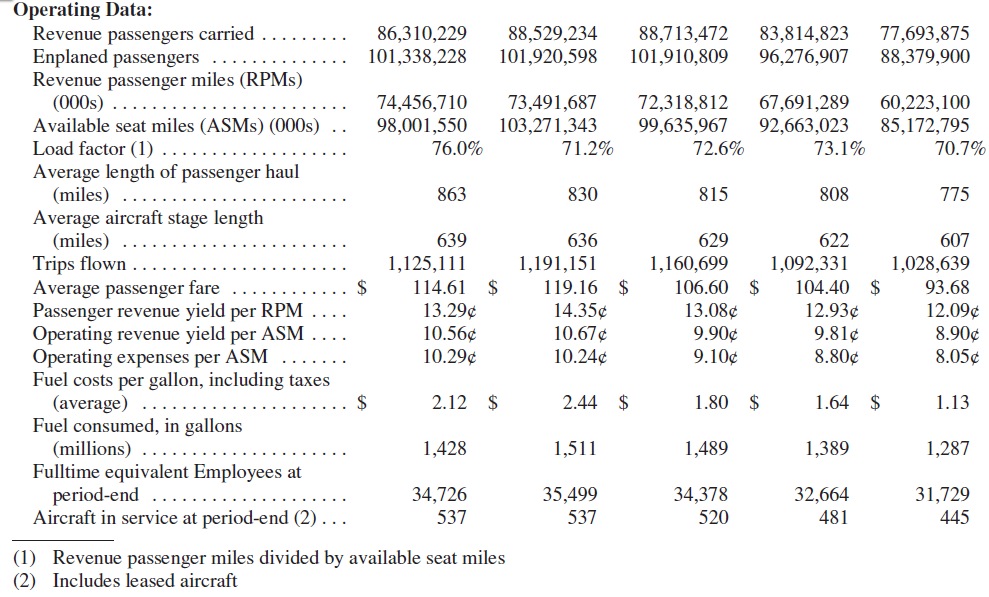 Operating Data:
Revenue passengers carried ......... 86,310,229 88,529,234 88,713,472 83,814,823 77,693,875
Enplaned passengers .............. 101,338,228 101,920,598 101,910,809 96,276,907 88,379,900
Revenue passenger miles (RPMs)
(000s) ........................ 74,456,710 73,491,687 72,318,812 67,691,289 60,223,100
Available seat miles (ASMs) (000s) .. 98,001,550 103,271,343 99,635,967 92,663,023 85,172,795
Load factor (1) ................... 76.0% 71.2% 72.6% 73.1% 70.7%
Average length of passenger haul
(miles) ....................... 863 830 815 808 775
Average aircraft stage length
(miles) ....................... 639 636 629 622 607
Trips flown ...................... 1,125,111 1,191,151 1,160,699 1,092,331 1,028,639
Average passenger fare ............ $ 114.61 $ 119.16 $ 106.60 $ 104.40 $ 93.68
Passenger revenue yield per RPM .... 13.29¢ 14.35¢ 13.08¢ 12.93¢ 12.09¢
Operating revenue yield per ASM .... 10.56¢ 10.67¢ 9.90¢ 9.81¢ 8.90¢
Operating expenses per ASM ....... 10.29¢ 10.24¢ 9.10¢ 8.80¢ 8.05¢
Fuel costs per gallon, including taxes
(average) ..................... $ 2.12 $ 2.44 $ 1.80 $ 1.64 $ 1.13
Fuel consumed, in gallons
(millions) ...................... 1,428 1,511 1,489 1,389 1,287
Fulltime equivalent Employees at
period-end .................... 34,726 35,499 34,378 32,664 31,729
Aircraft in service at period-end (2) ... 537 537 520 481 445
(1) Revenue passenger miles divided by available seat miles
(2) Includes leased aircraft